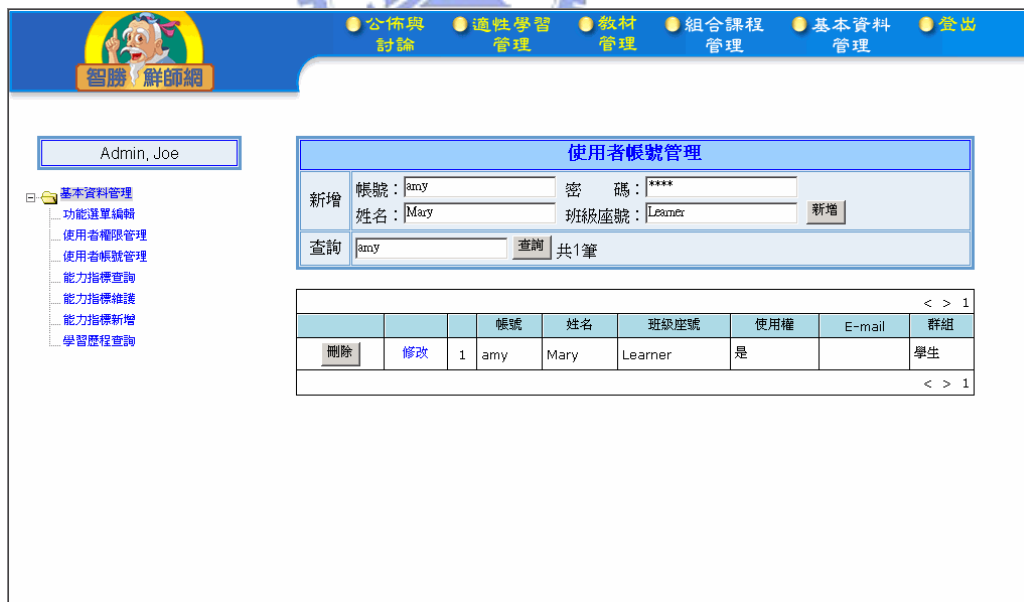 公佈與討論 適性學習管理 教材管理 組合課程管理 基本資料管理 登出
智勝鮮師網
Admin, Joe
基本資料管理
功能選單編輯
使用者權限管理
使用者帳號管理
能力指標查詢
能力指標維護
能力指標新增
學習歷程查詢
使用者帳號管理
新增 帳號：amy 密 碼：****
姓名：Mary 班級座號：Learner 新增
查詢 amy 查詢 共1筆
< > 1
帳號 姓名 班級座號 使用權 E-mail 群組
刪除 修改 1 amy Mary Learner 是 學生
< > 1